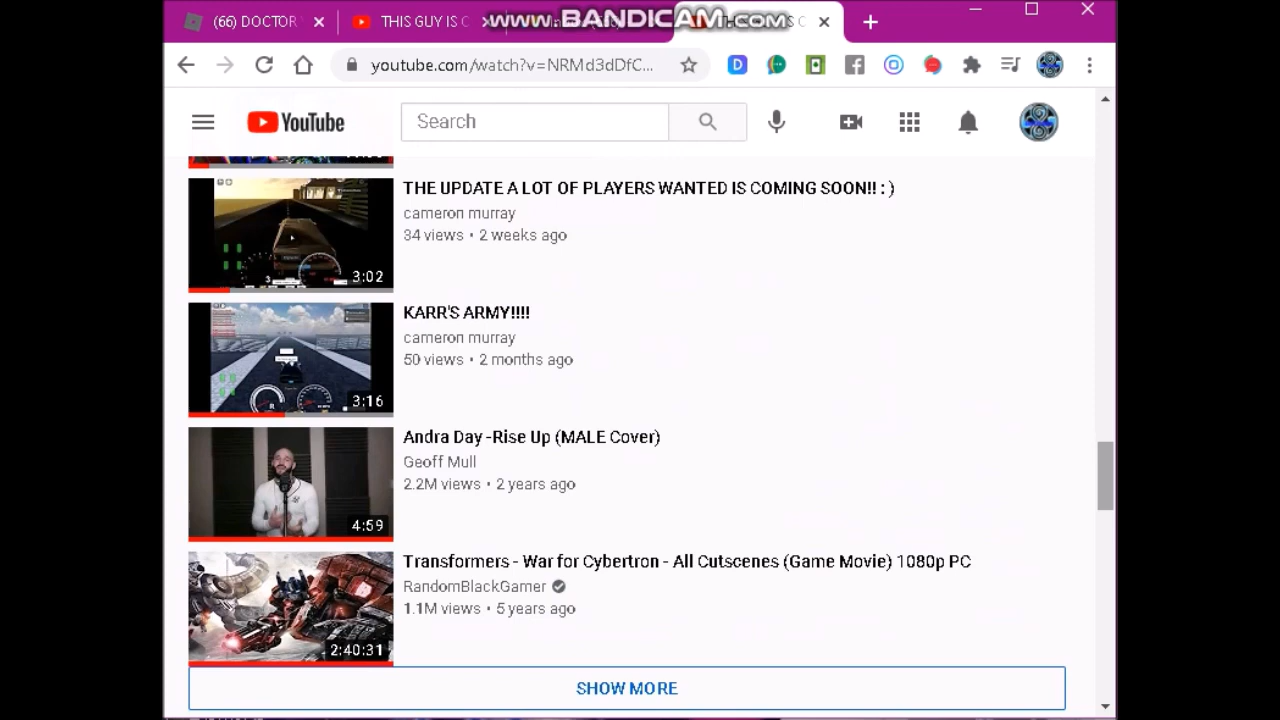 (66) DOCTOR
THIS GUY IS C
www.BANDICAM.com
youtube.com/watch?v=NRMd3dDfC...
YouTube
Search
THE UPDATE A LOT OF PLAYERS WANTED IS COMING SOON!! : )
cameron murray
34 views • 2 weeks ago
3:02
KARR'S ARMY!!!!
cameron murray
50 views • 2 months ago
3:16
Andra Day -Rise Up (MALE Cover)
Geoff Mull
2.2M views • 2 years ago
4:59
Transformers - War for Cybertron - All Cutscenes (Game Movie) 1080p PC
RandomBlackGamer
1.1M views • 5 years ago
2:40:31
SHOW MORE